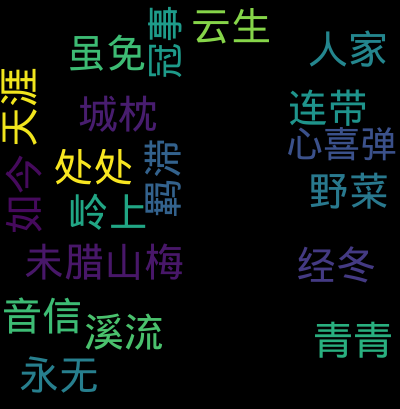 云生
冠事
虽免
人家
天涯
城枕
连带
心喜弹
处处
羁滞
如今
野菜
岭上
未腊山梅
经冬
音信
溪流
青青
永无